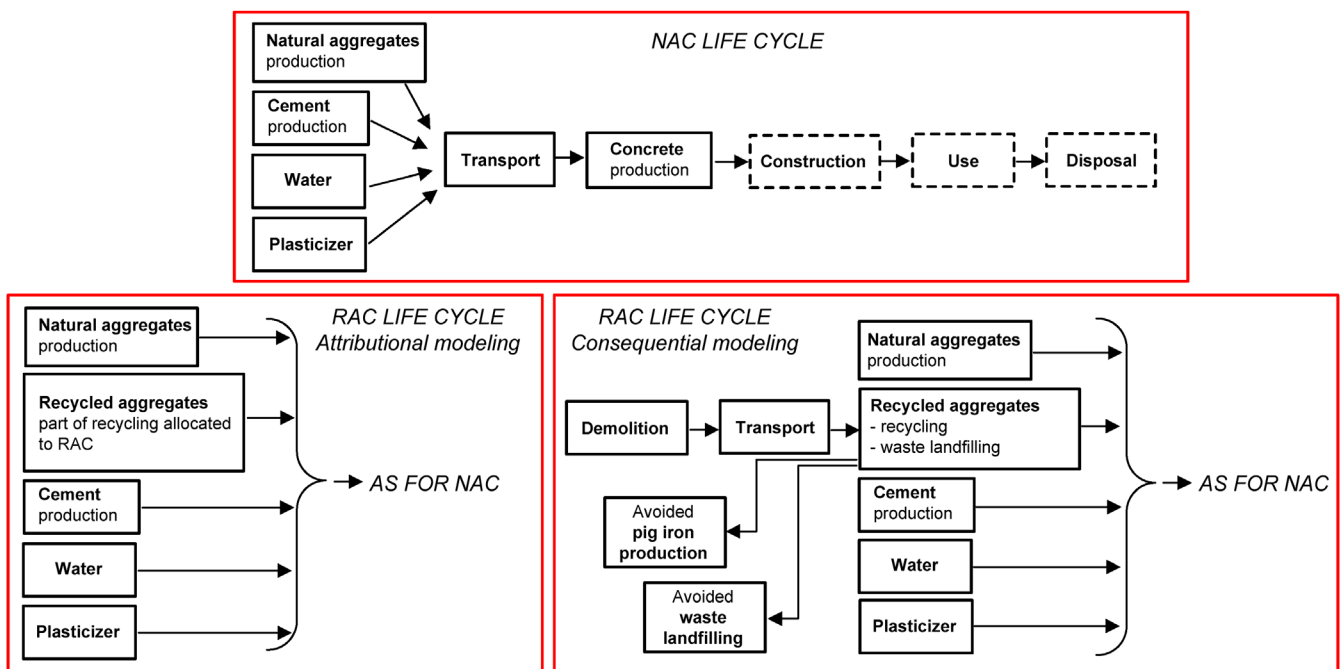 NAC LIFE CYCLE
Natural aggregates
production
Cement
production
Water
Plasticizer
Transport
Concrete
production
Construction
Use
Disposal
RAC LIFE CYCLE
Attributional modeling
Natural aggregates
production
Recycled aggregates
part of recycling allocated
to RAC
Cement
production
Water
Plasticizer
AS FOR NAC
RAC LIFE CYCLE
Consequential modeling
Demolition
Transport
Natural aggregates
production
Recycled aggregates
- recycling
- waste landfilling
Avoided
pig iron
production
Avoided
waste
landfilling
Cement
production
Water
Plasticizer
AS FOR NAC